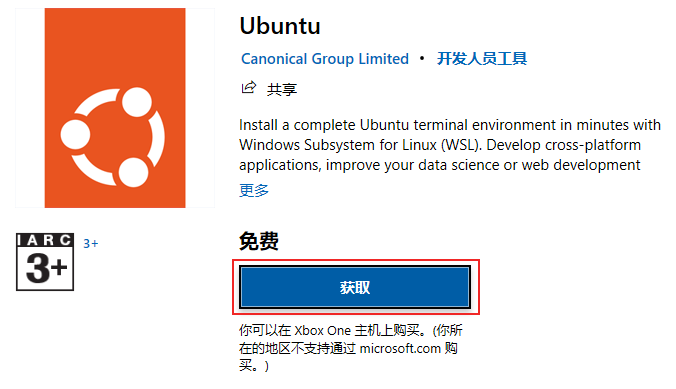 Ubuntu
Canonical Group Limited • 开发人员工具
共享
Install a complete Ubuntu terminal environment in minutes with
Windows Subsystem for Linux (WSL). Develop cross-platform
applications, improve your data science or web development
更多
IARC
3+
3+
免费
获取
你可以在 Xbox One 主机上购买。(你所
在的地区不支持通过 microsoft.com 购
买。)